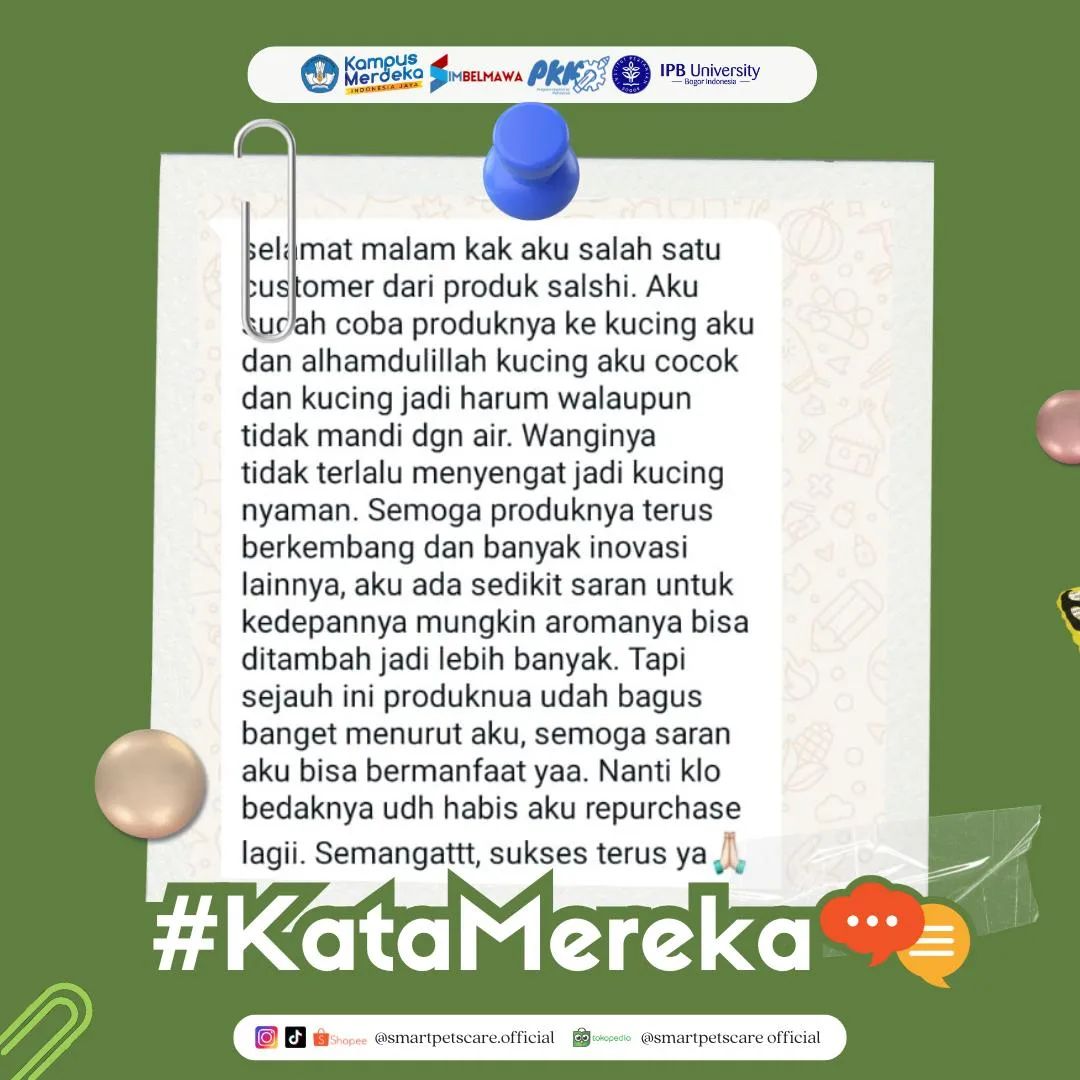 Kampus
Merdeka
INDONESIA JAYA
SIMBELMAWA
PKK
IPB University
Bogor Indonesia
selamat malam kak aku salah satu
customer dari produk salshi. Aku
sudah coba produknya ke kucing aku
dan alhamdulillah kucing aku cocok
dan kucing jadi harum walaupun
tidak mandi dgn air. Wanginya
tidak terlalu menyengat jadi kucing
nyaman. Semoga produknya terus
berkembang dan banyak inovasi
lainnya, aku ada sedikit saran untuk
kedepannya mungkin aromanya bisa
ditambah jadi lebih banyak. Tapi
sejauh ini produknua udah bagus
banget menurut aku, semoga saran
aku bisa bermanfaat yaa. Nanti klo
bedaknya udh habis aku repurchase
lagii. Semangattt, sukses terus ya🙏🏻
#KataMereka
Shopee @smartpetscare.official tokopedia @smartpetscare official